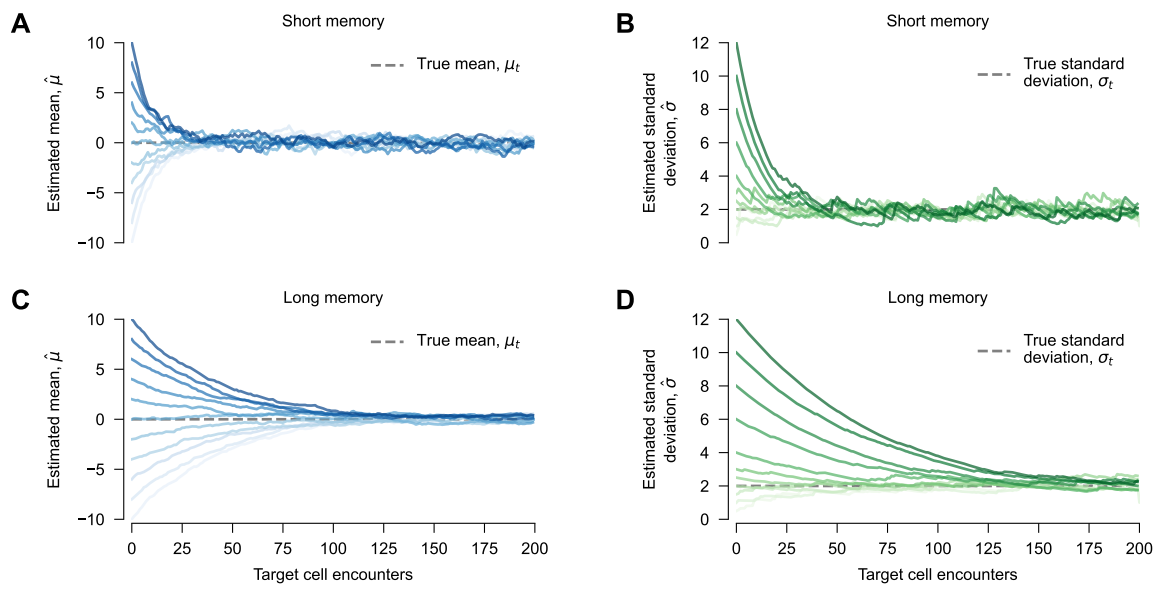 A
Short memory
10
5
0
−5
−10
Estimated mean, μ̂
True mean, μₜ
B
Short memory
12
10
8
6
4
2
0
Estimated standard
deviation, σ̂
True standard
deviation, σₜ
C
Long memory
10
5
0
−5
−10
Estimated mean, μ̂
True mean, μₜ
0 25 50 75 100 125 150 175 200
Target cell encounters
D
Long memory
12
10
8
6
4
2
0
Estimated standard
deviation, σ̂
True standard
deviation, σₜ
0 25 50 75 100 125 150 175 200
Target cell encounters